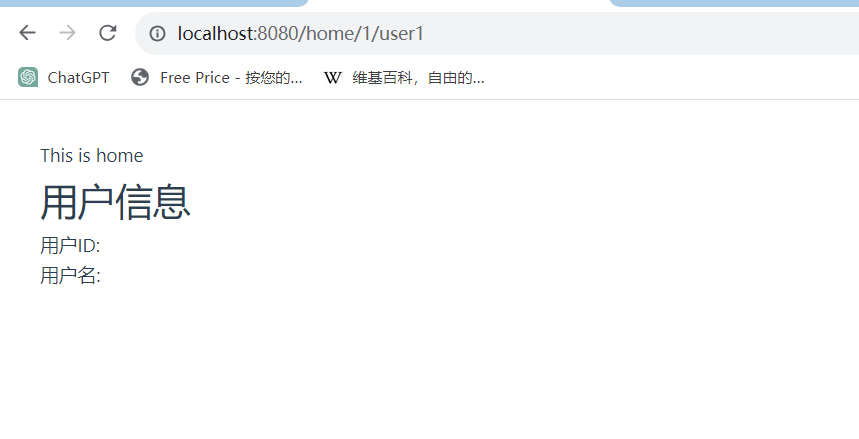 localhost:8080/home/1/user1
ChatGPT Free Price - 按您的... W 维基百科，自由的...
This is home
用户信息
用户ID:
用户名: